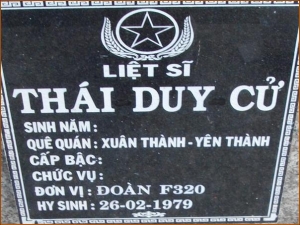 LIỆT SĨ
THÁI DUY CỬ
SINH NĂM :
QUÊ QUÁN : XUÂN THÀNH - YÊN THÀNH
CẤP BẬC :
CHỨC VỤ :
ĐƠN VỊ : ĐOÀN F320
HY SINH : 26-02-1979